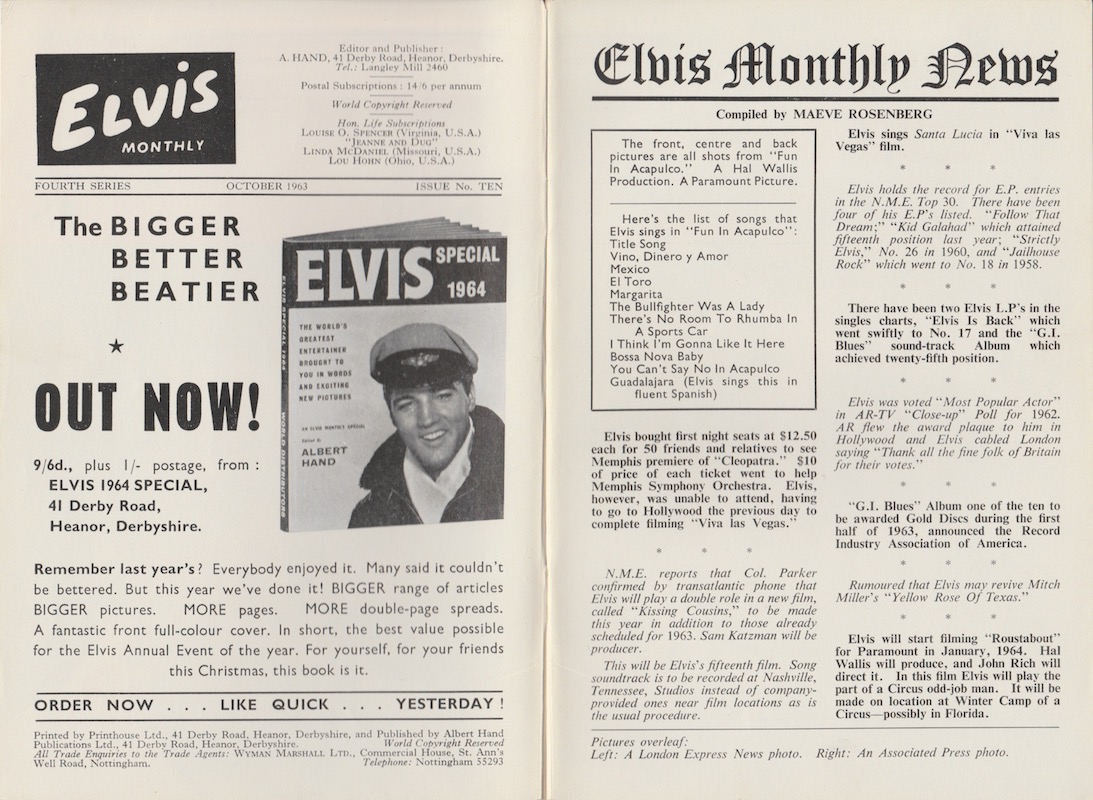 ELVIS
MONTHLY
Editor and Publisher :
A. HAND, 41 Derby Road, Heanor, Derbyshire.
Tel.: Langley Mill 2460
Postal Subscriptions : 14/6 per annum
World Copyright Reserved
Hon. Life Subscriptions
LOUISE O. SPENCER (Virginia, U.S.A.)
"JEANNE AND DUG"
LINDA MCDANIEL (Missouri, U.S.A.)
LOU HOHN (Ohio, U.S.A.)
FOURTH SERIES OCTOBER 1963 ISSUE No. TEN
The BIGGER
BETTER
BEATIER
OUT NOW!
9/6d., plus 1/- postage, from :
ELVIS 1964 SPECIAL,
41 Derby Road,
Heanor, Derbyshire.
ELVIS SPECIAL
1964
THE WORLD'S
GREATEST
ENTERTAINER
BROUGHT TO
YOU IN WORDS
AND EXCITING
NEW PICTURES
AN ELVIS MONTHLY SPECIAL
Edited by
ALBERT
HAND
ELVIS SPECIAL 1964
WORLD DISTRIBUTORS
Remember last year's? Everybody enjoyed it. Many said it couldn't
be bettered. But this year we've done it! BIGGER range of articles
BIGGER pictures. MORE pages. MORE double-page spreads.
A fantastic front full-colour cover. In short, the best value possible
for the Elvis Annual Event of the year. For yourself, for your friends
this Christmas, this book is it.
ORDER NOW . . . LIKE QUICK . . . YESTERDAY !
Printed by Printhouse Ltd., 41 Derby Road, Heanor, Derbyshire, and Published by Albert Hand
Publications Ltd., 41 Derby Road, Heanor, Derbyshire. World Copyright Reserved
All Trade Enquiries to the Trade Agents: WYMAN MARSHALL LTD., Commercial House, St. Ann's
Well Road, Nottingham. Telephone: Nottingham 55293
Elvis Monthly News
Compiled by MAEVE ROSENBERG
The front, centre and back
pictures are all shots from "Fun
In Acapulco." A Hal Wallis
Production. A Paramount Picture.
Here's the list of songs that
Elvis sings in "Fun In Acapulco":
Title Song
Vino, Dinero y Amor
Mexico
El Toro
Margarita
The Bullfighter Was A Lady
There's No Room To Rhumba In
A Sports Car
I Think I'm Gonna Like It Here
Bossa Nova Baby
You Can't Say No In Acapulco
Guadalajara (Elvis sings this in
fluent Spanish)
Elvis bought first night seats at $12.50
each for 50 friends and relatives to see
Memphis premiere of "Cleopatra." $10
of price of each ticket went to help
Memphis Symphony Orchestra. Elvis,
however, was unable to attend, having
to go to Hollywood the previous day to
complete filming "Viva las Vegas."
* * *
N.M.E. reports that Col. Parker
confirmed by transatlantic phone that
Elvis will play a double role in a new film,
called "Kissing Cousins," to be made
this year in addition to those already
scheduled for 1963. Sam Katzman will be
producer.
This will be Elvis's fifteenth film. Song
soundtrack is to be recorded at Nashville,
Tennessee, Studios instead of company-
provided ones near film locations as is
the usual procedure.
Elvis sings Santa Lucia in "Viva las
Vegas" film.
* * *
Elvis holds the record for E.P. entries
in the N.M.E. Top 30. There have been
four of his E.P's listed. "Follow That
Dream;" "Kid Galahad" which attained
fifteenth position last year; "Strictly
Elvis," No. 26 in 1960, and "Jailhouse
Rock" which went to No. 18 in 1958.
* * *
There have been two Elvis L.P's in the
singles charts, "Elvis Is Back" which
went swiftly to No. 17 and the "G.I.
Blues" sound-track Album which
achieved twenty-fifth position.
* * *
Elvis was voted "Most Popular Actor"
in AR-TV "Close-up" Poll for 1962.
AR flew the award plaque to him in
Hollywood and Elvis cabled London
saying "Thank all the fine folk of Britain
for their votes."
* * *
"G.I. Blues" Album one of the ten to
be awarded Gold Discs during the first
half of 1963, announced the Record
Industry Association of America.
* * *
Rumoured that Elvis may revive Mitch
Miller's "Yellow Rose Of Texas."
* * *
Elvis will start filming "Roustabout"
for Paramount in January, 1964. Hal
Wallis will produce, and John Rich will
direct it. In this film Elvis will play the
part of a Circus odd-job man. It will be
made on location at Winter Camp of a
Circus—possibly in Florida.
Pictures overleaf:
Left: A London Express News photo. Right: An Associated Press photo.